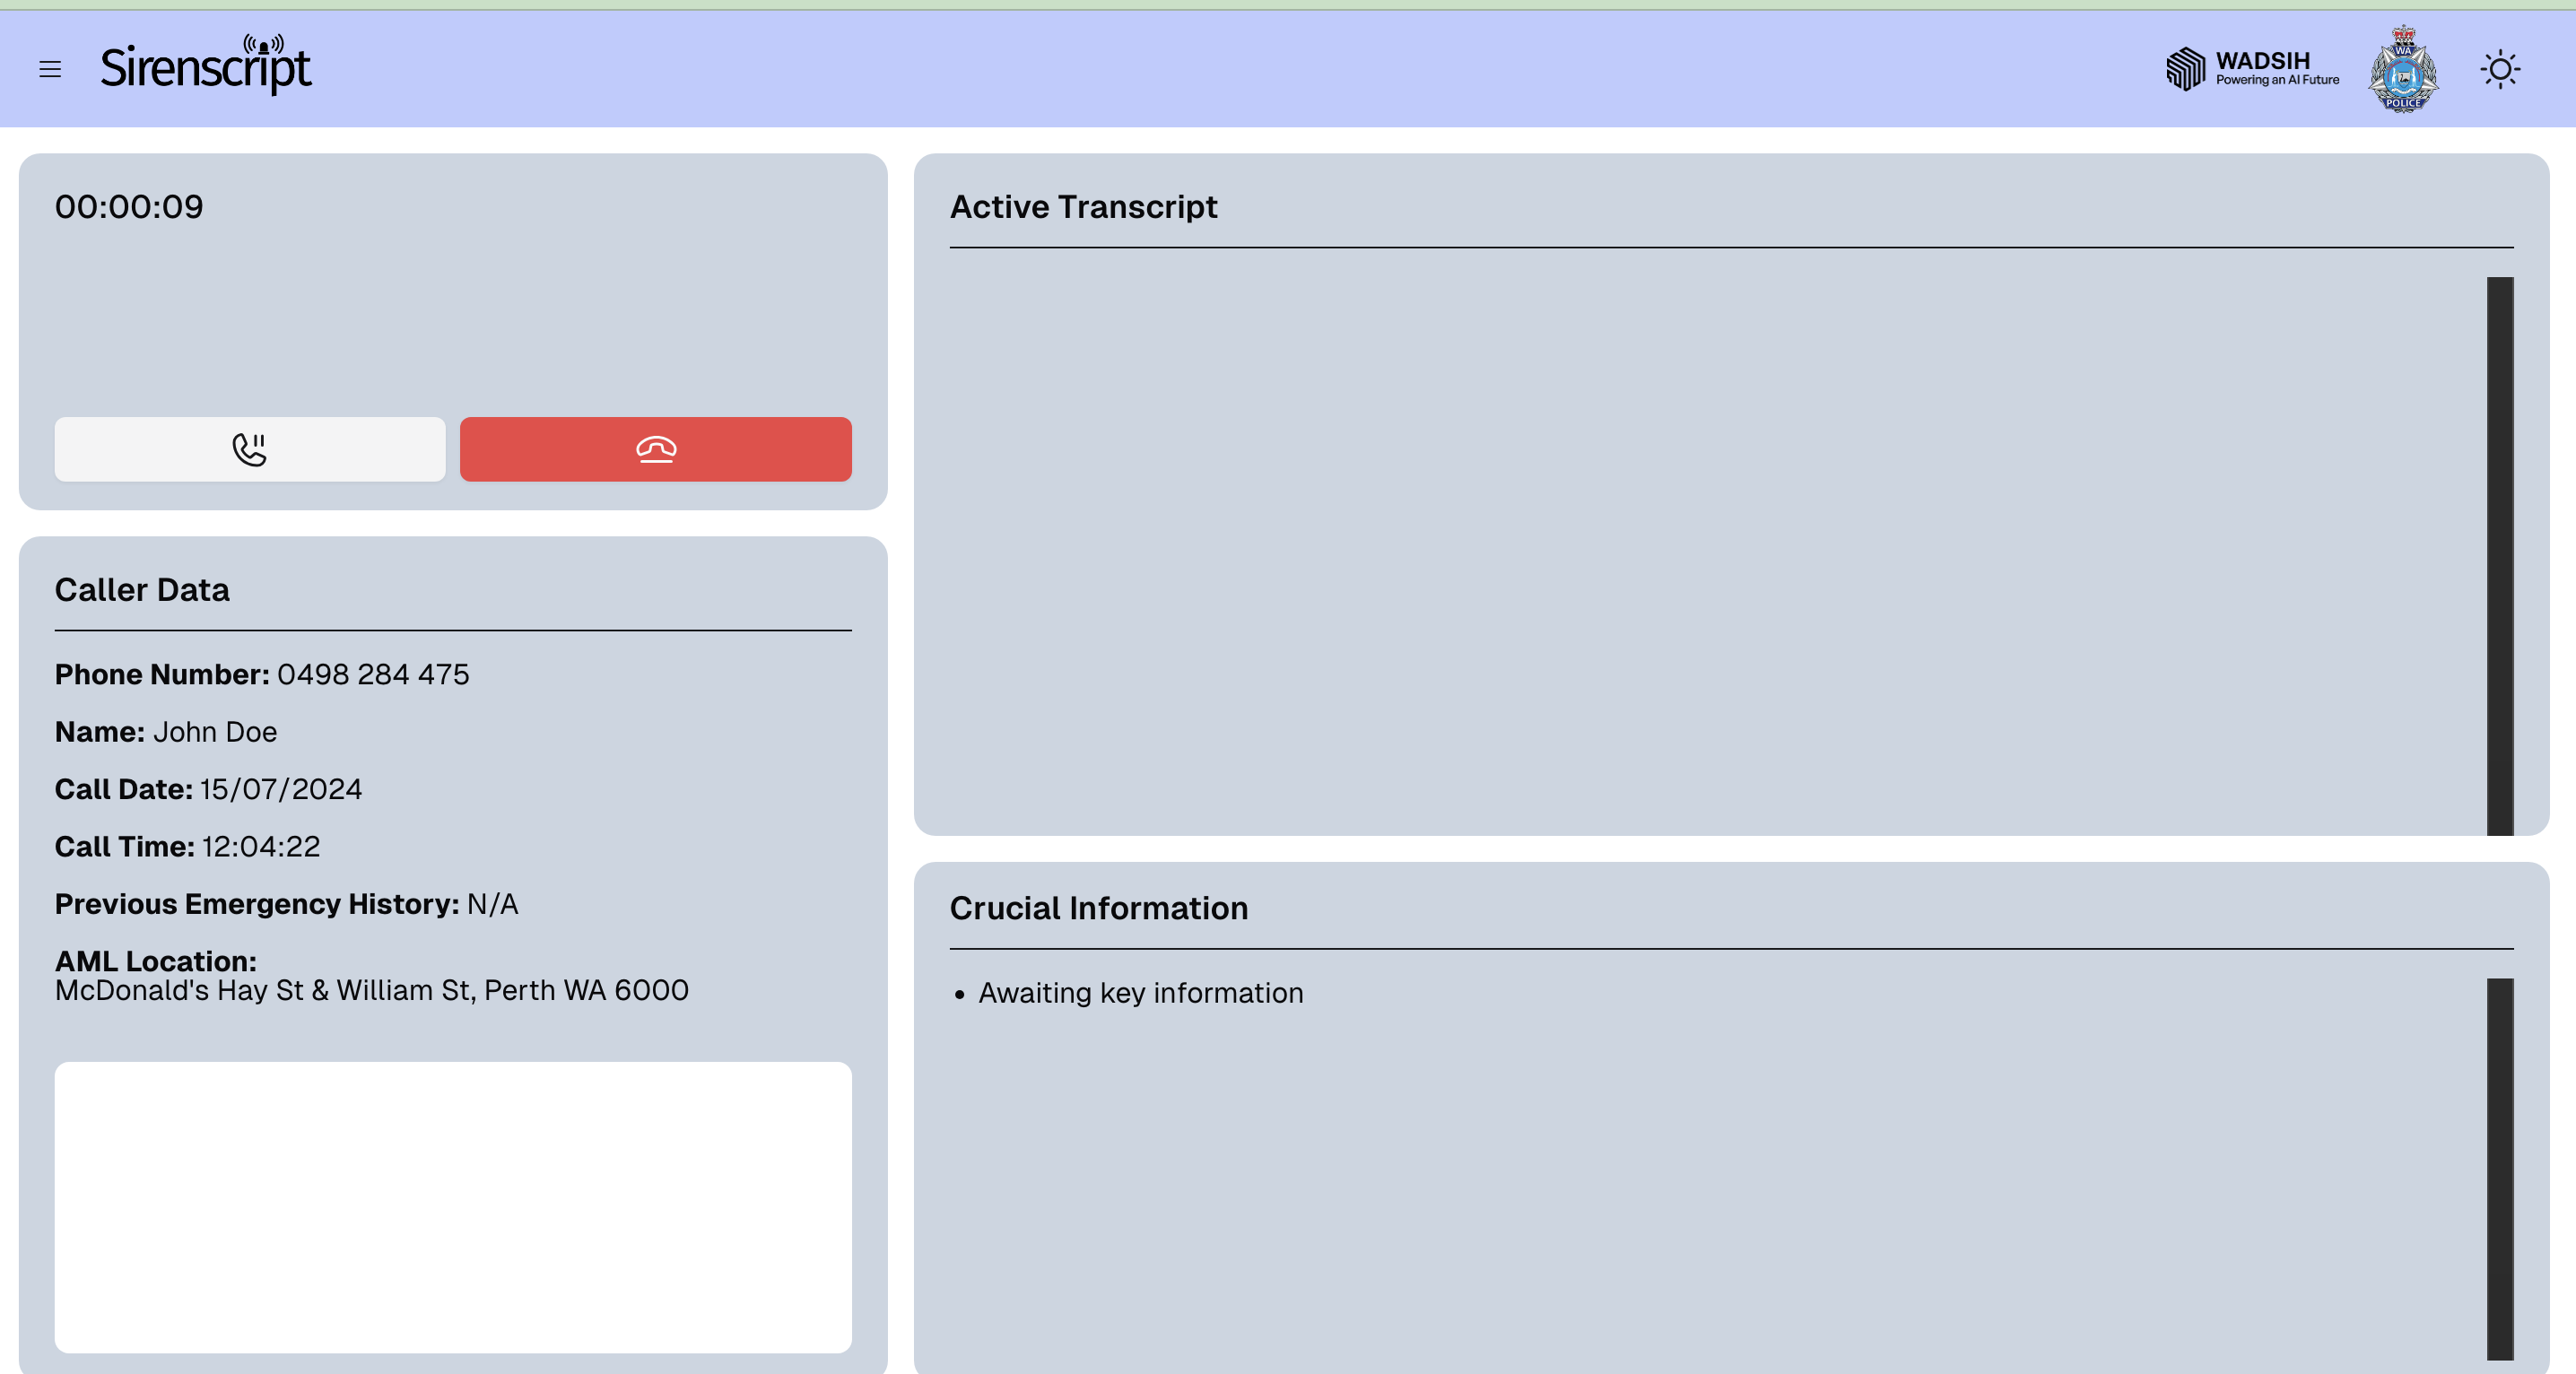 Sirenscript
WADSIH
Powering an AI Future
WA
POLICE
00:00:09
Caller Data
Phone Number: 0498 284 475
Name: John Doe
Call Date: 15/07/2024
Call Time: 12:04:22
Previous Emergency History: N/A
AML Location:
McDonald's Hay St & William St, Perth WA 6000
Active Transcript
Crucial Information
• Awaiting key information